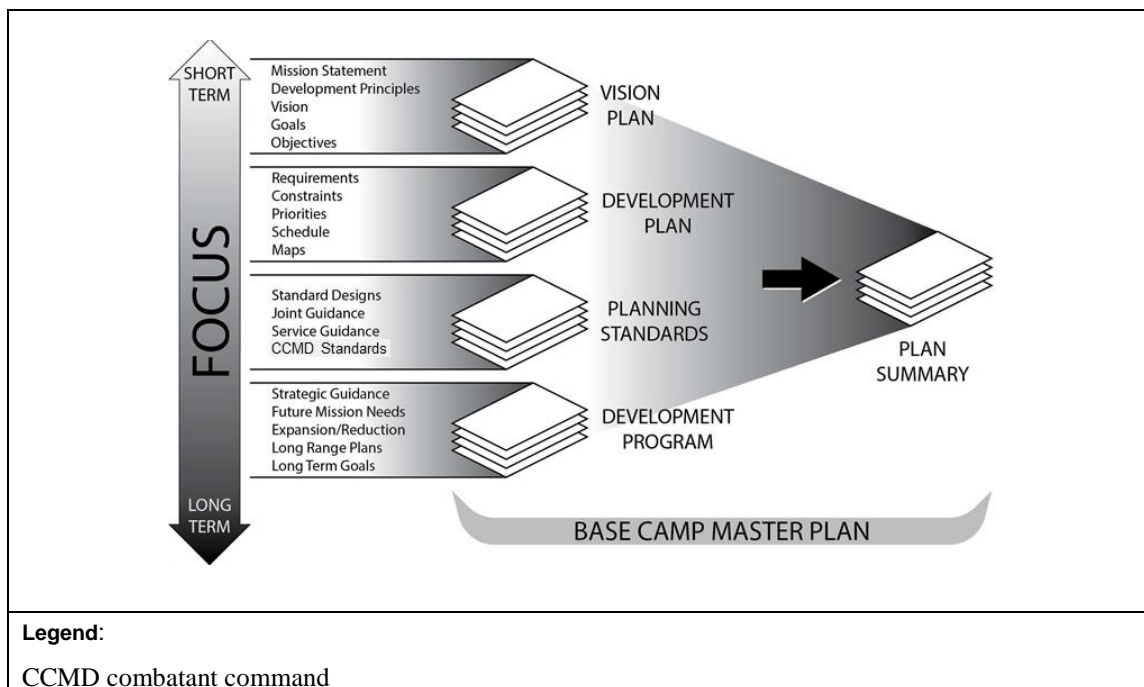 SHORT
TERM
FOCUS
LONG
TERM
Mission Statement
Development Principles
Vision
Goals
Objectives
VISION
PLAN
Requirements
Constraints
Priorities
Schedule
Maps
DEVELOPMENT
PLAN
Standard Designs
Joint Guidance
Service Guidance
CCMD Standards
PLANNING
STANDARDS
Strategic Guidance
Future Mission Needs
Expansion/Reduction
Long Range Plans
Long Term Goals
DEVELOPMENT
PROGRAM
PLAN
SUMMARY
BASE CAMP MASTER PLAN
Legend:
CCMD combatant command